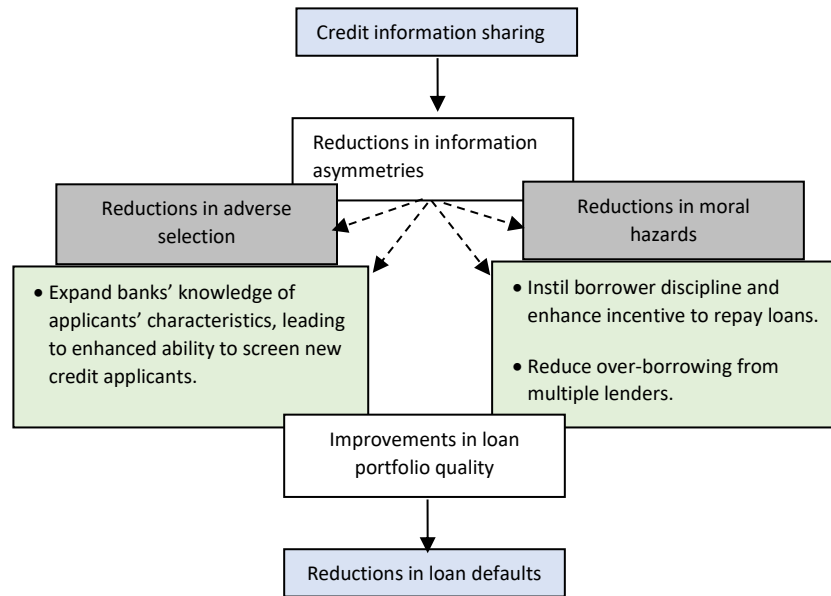 Credit information sharing
Reductions in information
asymmetries
Reductions in adverse
selection
Reductions in moral
hazards
• Expand banks’ knowledge of
applicants’ characteristics, leading
to enhanced ability to screen new
credit applicants.
• Instil borrower discipline and
enhance incentive to repay loans.
• Reduce over-borrowing from
multiple lenders.
Improvements in loan
portfolio quality
Reductions in loan defaults